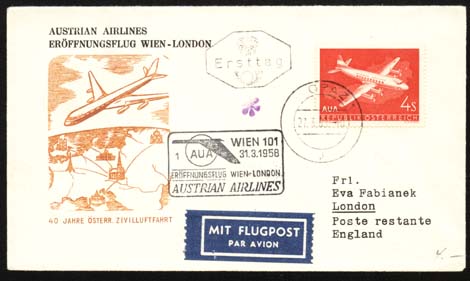 AUSTRIAN AIRLINES
ERÖFFNUNGSFLUG WIEN-LONDON
Ersttag
AUA
4S
REPUBLIK ÖSTERREICH
WIEN 101
1 AUA 31.3.1958
ERÖFFNUNGSFLUG WIEN-LONDON
AUSTRIAN AIRLINES
40 JAHRE ÖSTERR. ZIVILLUFTFAHRT
MIT FLUGPOST
PAR AVION
Frl.
Eva Fabianek
London
Poste restante
England
4.-